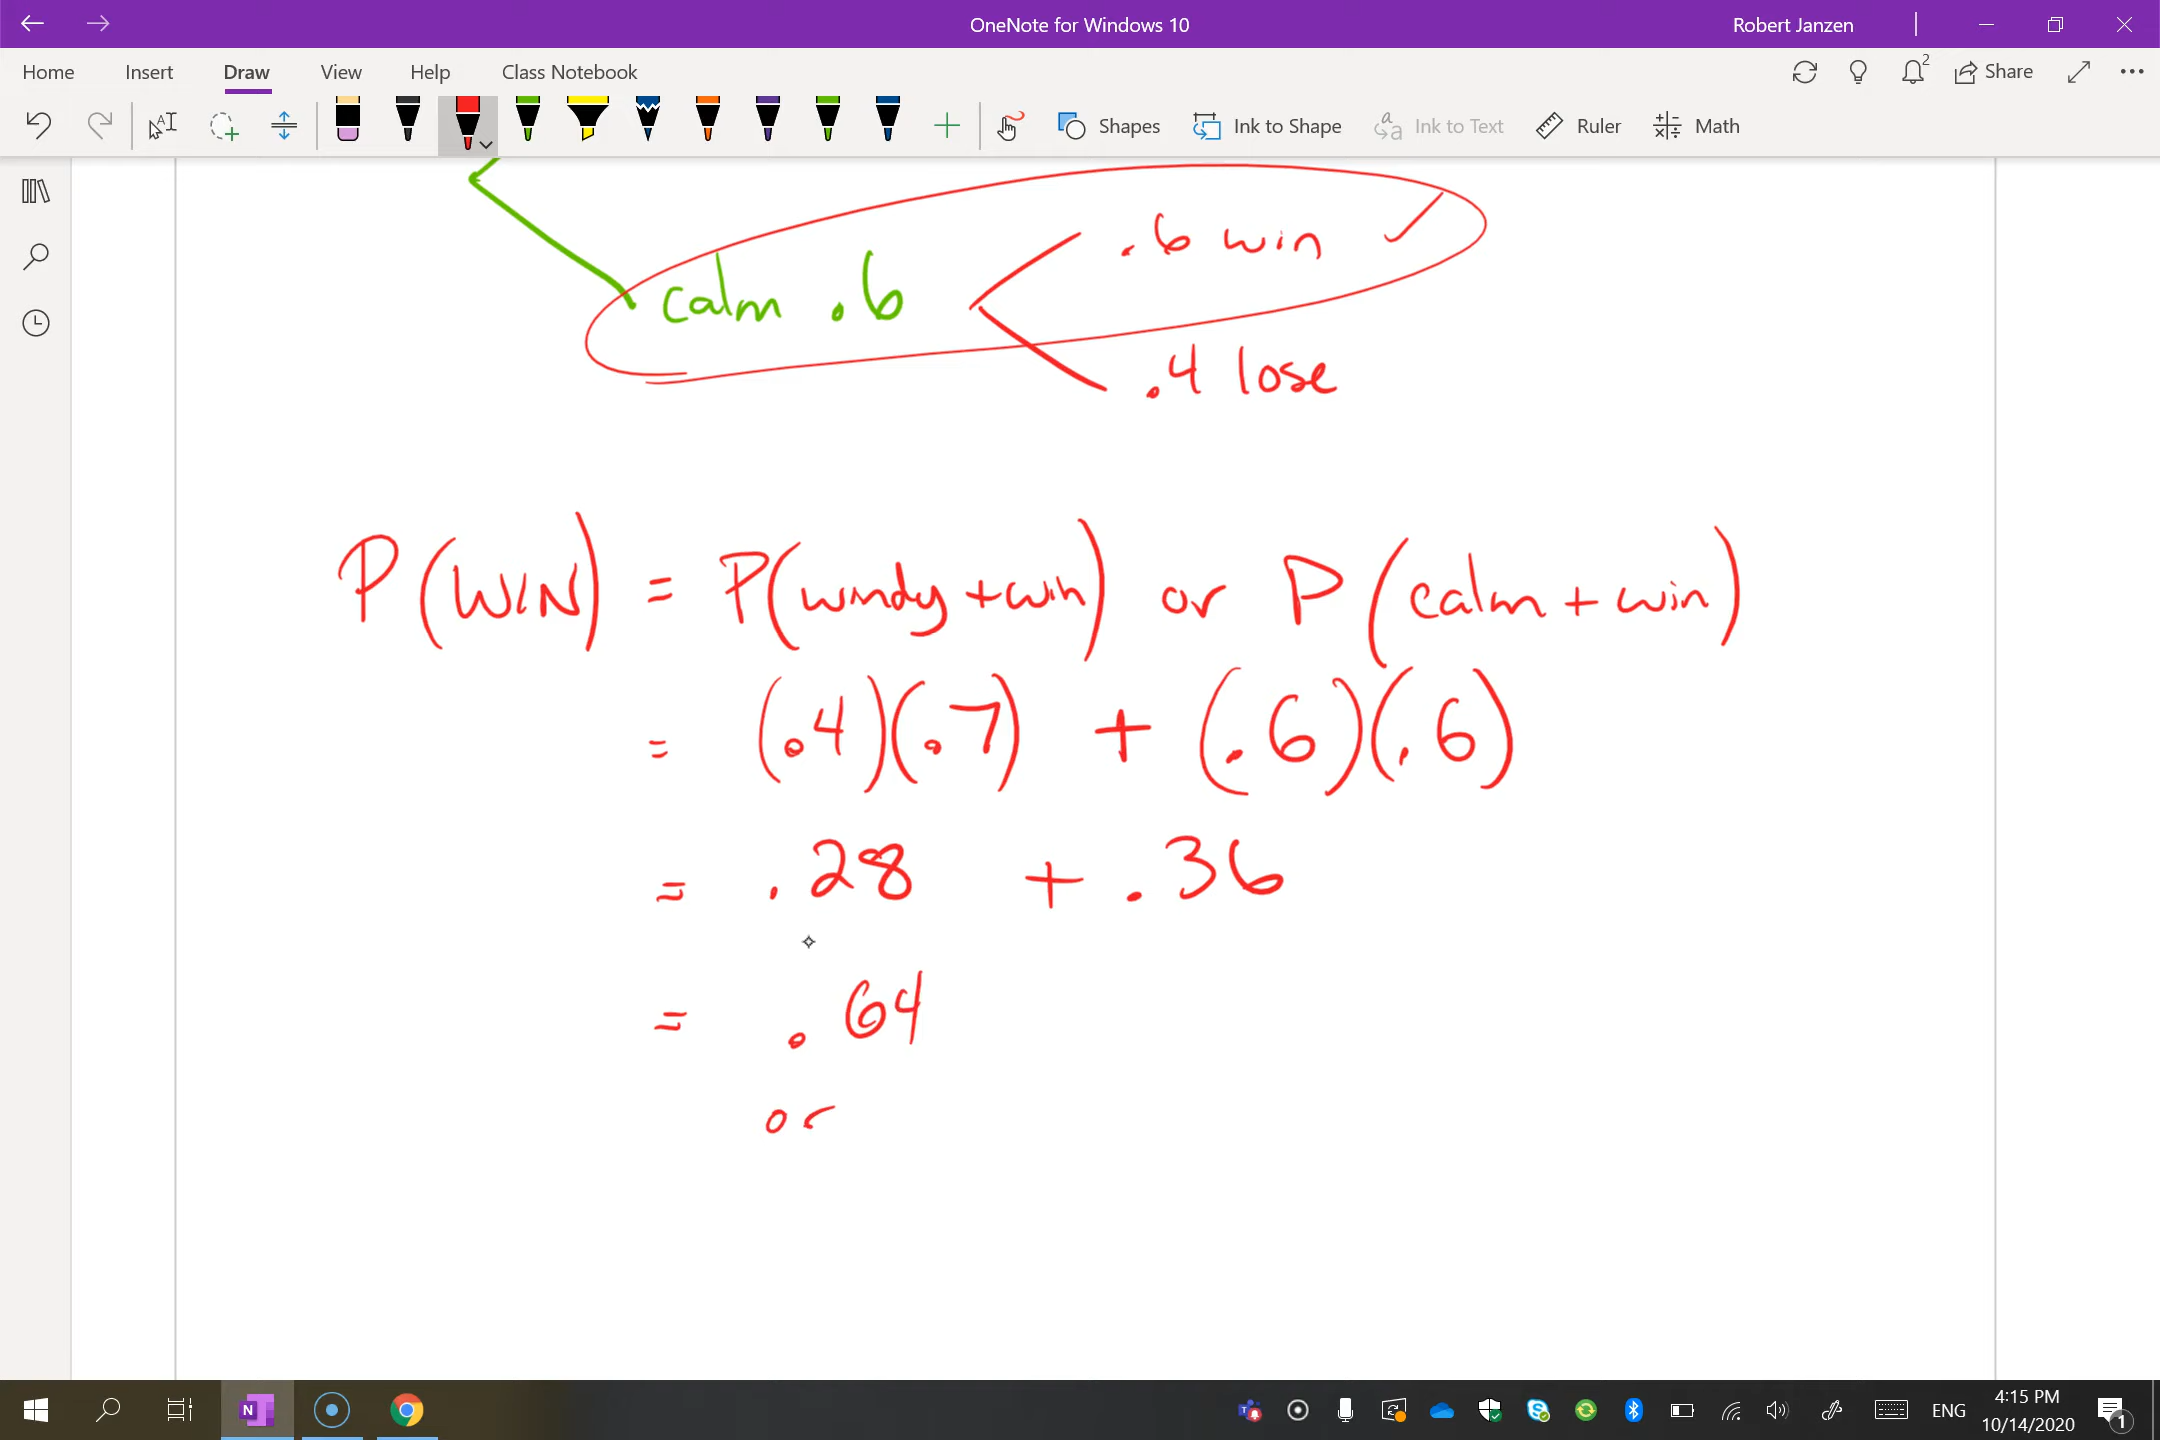 OneNote for Windows 10 Robert Janzen
Home Insert Draw View Help Class Notebook 2 Share
Shapes Ink to Shape Ink to Text Ruler Math
.6 win
calm .6
.4 lose
P(WIN) = P(windy+win) or P(calm+win)
= (.4)(.7) + (.6)(.6)
= .28 + .36
= .64
or
4:15 PM
ENG
10/14/2020
1